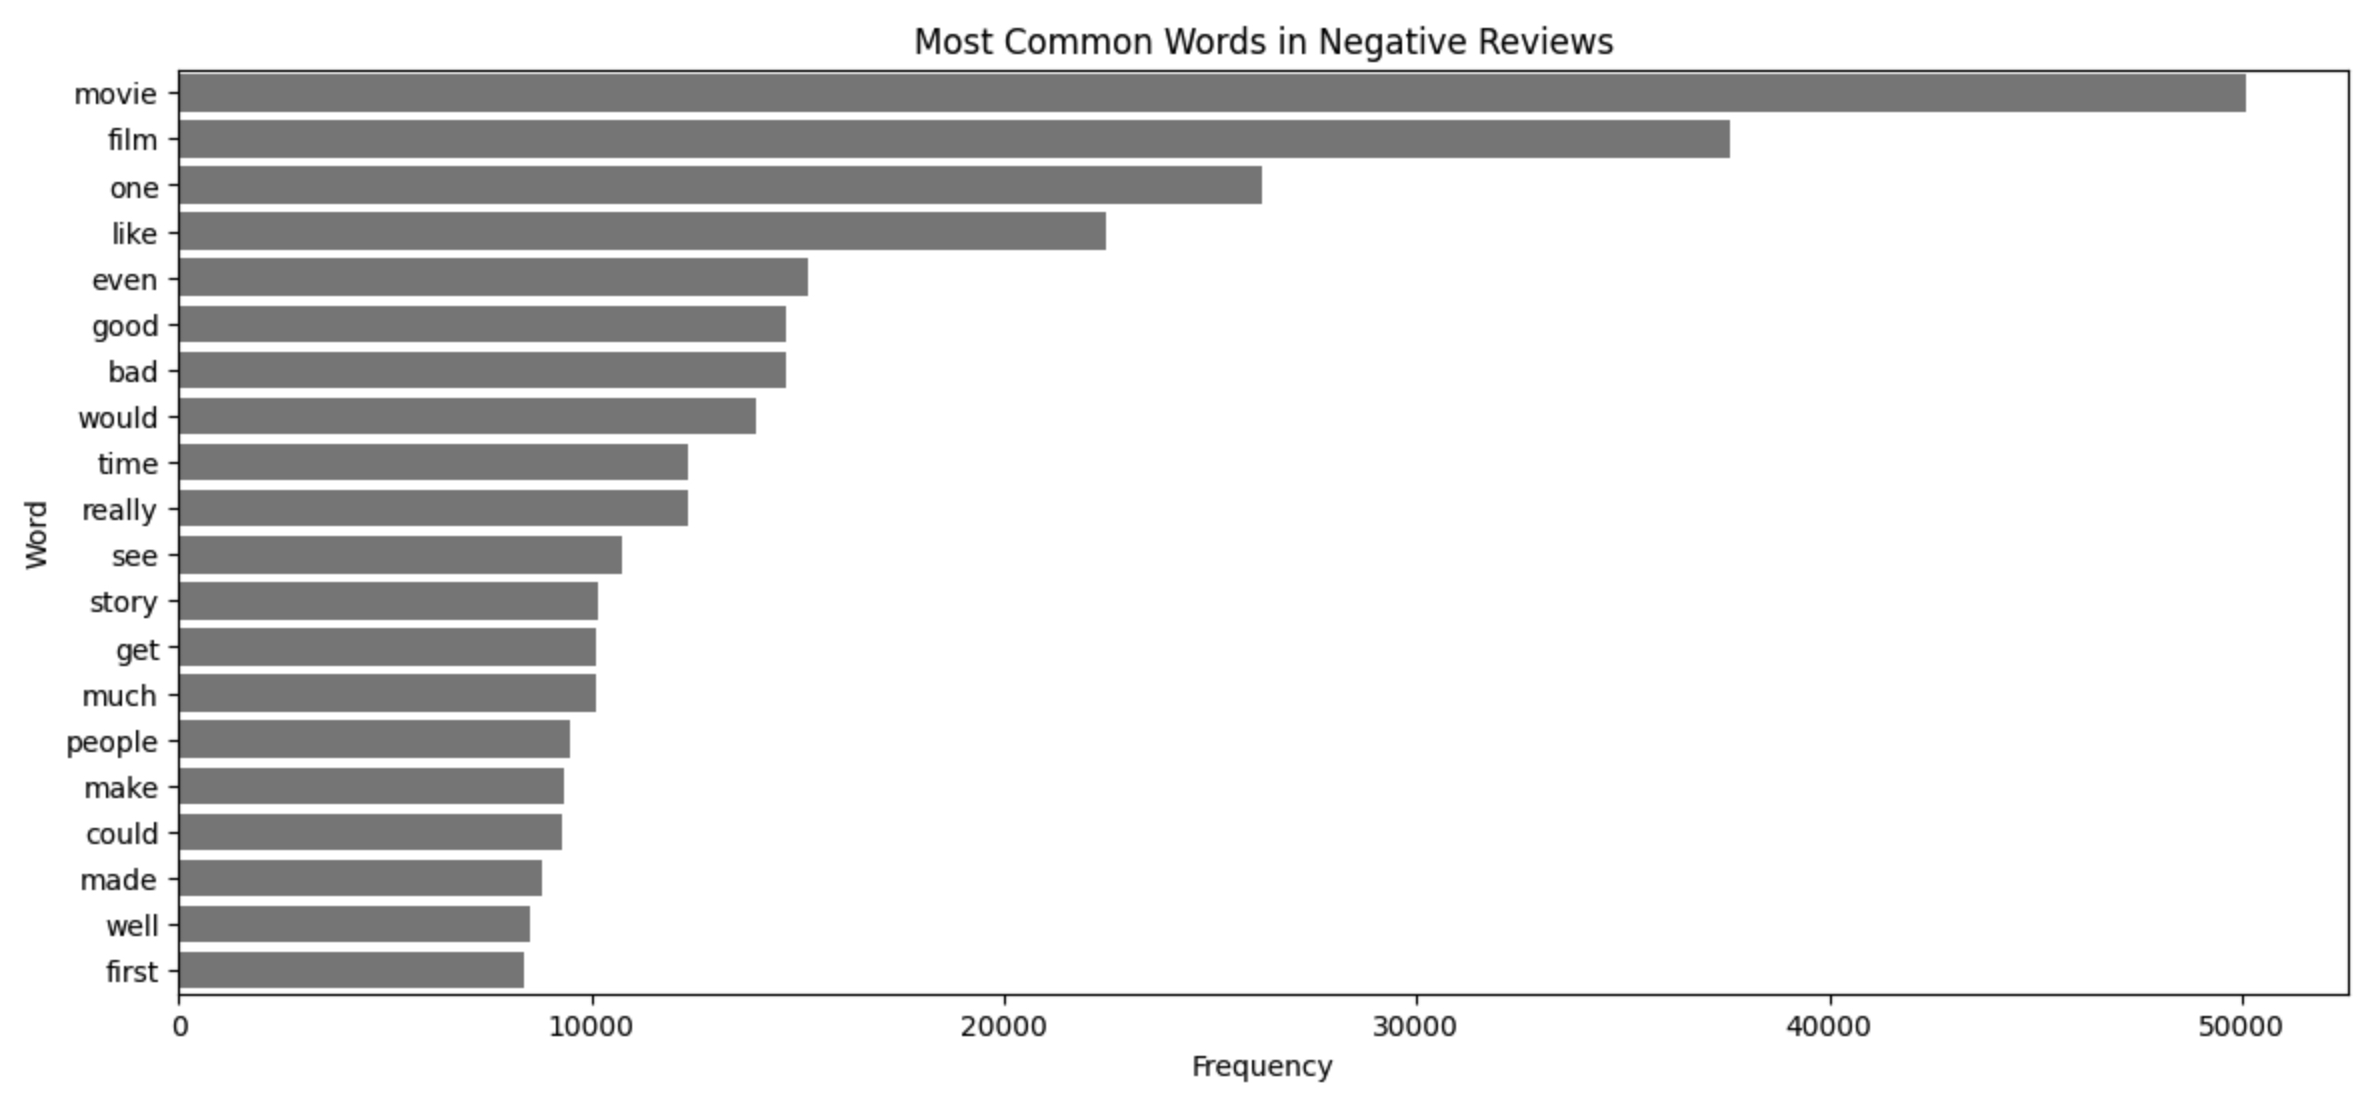 Most Common Words in Negative Reviews
movie
film
one
like
even
good
bad
would
time
really
see
story
get
much
people
make
could
made
well
first
Word
0 10000 20000 30000 40000 50000
Frequency